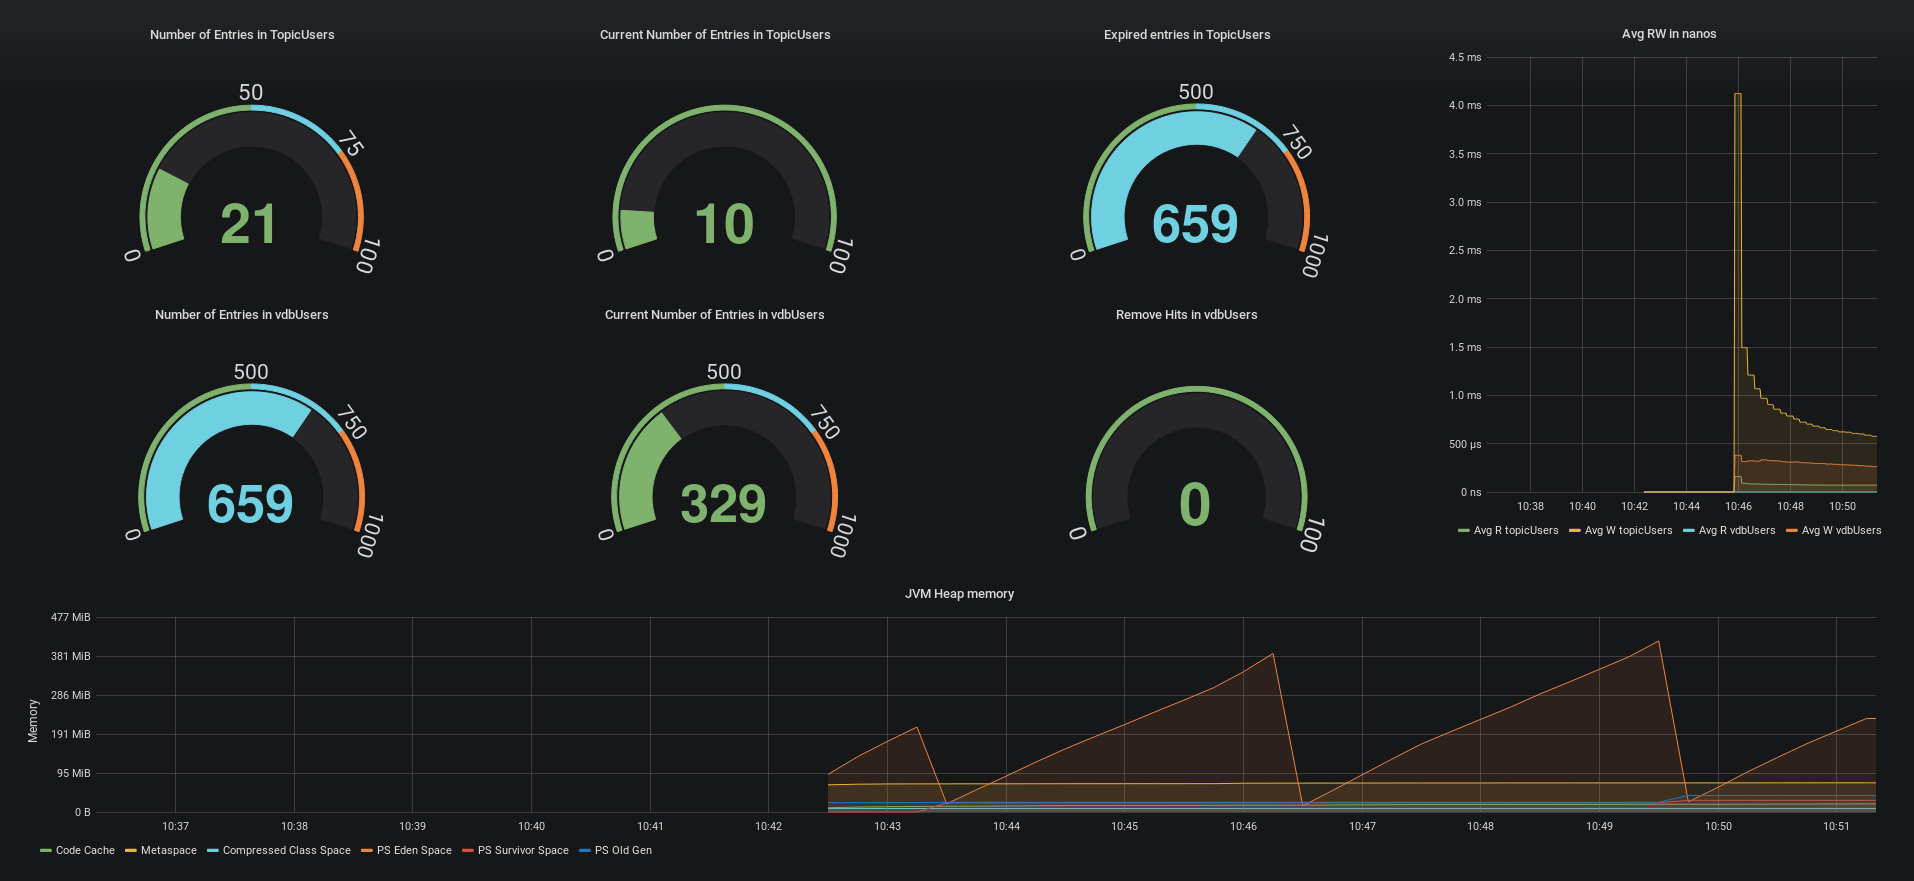 Number of Entries in TopicUsers
0
50
75
100
21
Current Number of Entries in TopicUsers
0
100
10
Expired entries in TopicUsers
0
500
750
1000
659
Avg RW in nanos
4.5 ms
4.0 ms
3.5 ms
3.0 ms
2.5 ms
2.0 ms
1.5 ms
1.0 ms
500 µs
0 ns
10:38 10:40 10:42 10:44 10:46 10:48 10:50
Avg R topicUsers Avg W topicUsers Avg R vdbUsers Avg W vdbUsers
Number of Entries in vdbUsers
0
500
750
1000
659
Current Number of Entries in vdbUsers
0
500
750
1000
329
Remove Hits in vdbUsers
0
100
0
JVM Heap memory
Memory
477 MiB
381 MiB
286 MiB
191 MiB
95 MiB
0 B
10:37 10:38 10:39 10:40 10:41 10:42 10:43 10:44 10:45 10:46 10:47 10:48 10:49 10:50 10:51
Code Cache Metaspace Compressed Class Space PS Eden Space PS Survivor Space PS Old Gen